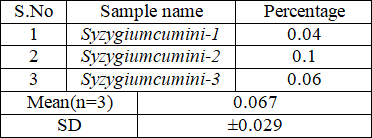 S.No Sample name Percentage
1 Syzygiumcumini-1 0.04
2 Syzygiumcumini-2 0.1
3 Syzygiumcumini-3 0.06
Mean(n=3) 0.067
SD ±0.029